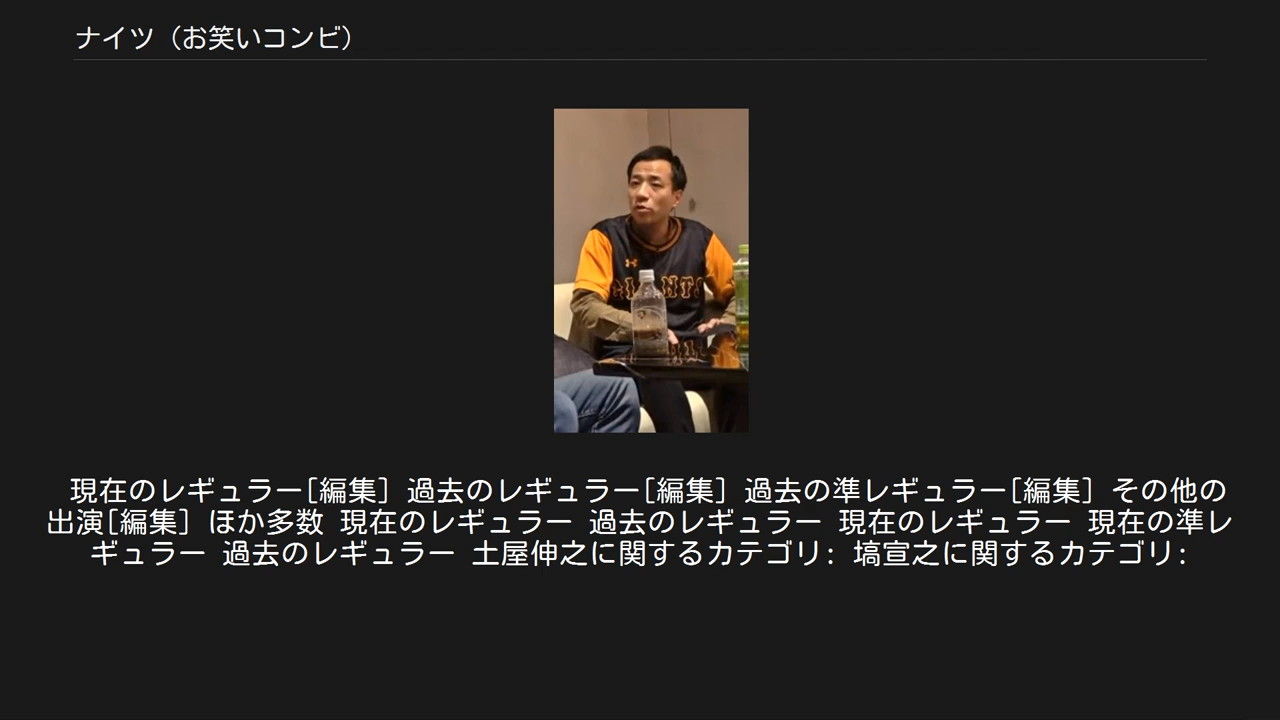 ナイツ（お笑いコンビ）
GIANTS
現在のレギュラー[編集] 過去のレギュラー[編集] 過去の準レギュラー[編集] その他の
出演[編集] ほか多数 現在のレギュラー 過去のレギュラー 現在のレギュラー 現在の準レ
ギュラー 過去のレギュラー 土屋伸之に関するカテゴリ: 塙宣之に関するカテゴリ: